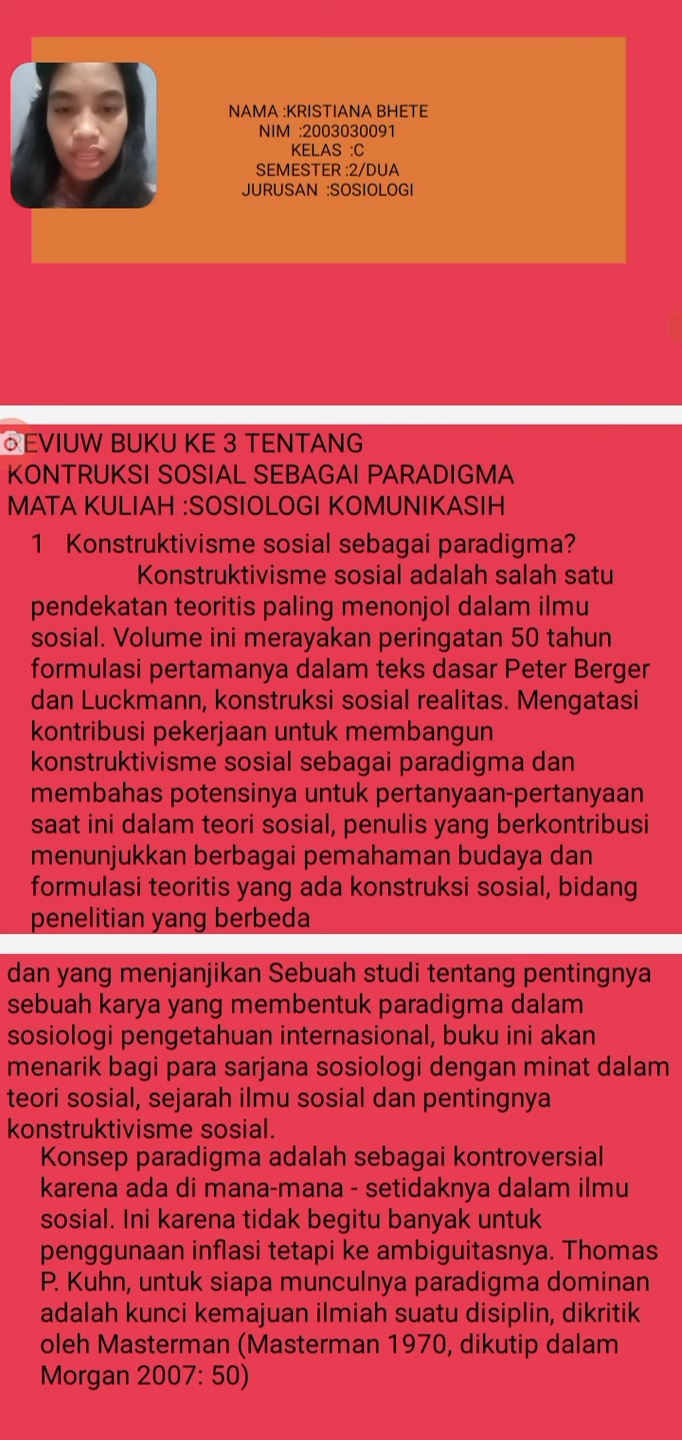 NAMA :KRISTIANA BHETE
NIM :2003030091
KELAS :C
SEMESTER :2/DUA
JURUSAN :SOSIOLOGI
REVIUW BUKU KE 3 TENTANG
KONTRUKSI SOSIAL SEBAGAI PARADIGMA
MATA KULIAH :SOSIOLOGI KOMUNIKASIH
1 Konstruktivisme sosial sebagai paradigma?
Konstruktivisme sosial adalah salah satu
pendekatan teoritis paling menonjol dalam ilmu
sosial. Volume ini merayakan peringatan 50 tahun
formulasi pertamanya dalam teks dasar Peter Berger
dan Luckmann, konstruksi sosial realitas. Mengatasi
kontribusi pekerjaan untuk membangun
konstruktivisme sosial sebagai paradigma dan
membahas potensinya untuk pertanyaan-pertanyaan
saat ini dalam teori sosial, penulis yang berkontribusi
menunjukkan berbagai pemahaman budaya dan
formulasi teoritis yang ada konstruksi sosial, bidang
penelitian yang berbeda
dan yang menjanjikan Sebuah studi tentang pentingnya
sebuah karya yang membentuk paradigma dalam
sosiologi pengetahuan internasional, buku ini akan
menarik bagi para sarjana sosiologi dengan minat dalam
teori sosial, sejarah ilmu sosial dan pentingnya
konstruktivisme sosial.
Konsep paradigma adalah sebagai kontroversial
karena ada di mana-mana - setidaknya dalam ilmu
sosial. Ini karena tidak begitu banyak untuk
penggunaan inflasi tetapi ke ambiguitasnya. Thomas
P. Kuhn, untuk siapa munculnya paradigma dominan
adalah kunci kemajuan ilmiah suatu disiplin, dikritik
oleh Masterman (Masterman 1970, dikutip dalam
Morgan 2007: 50)